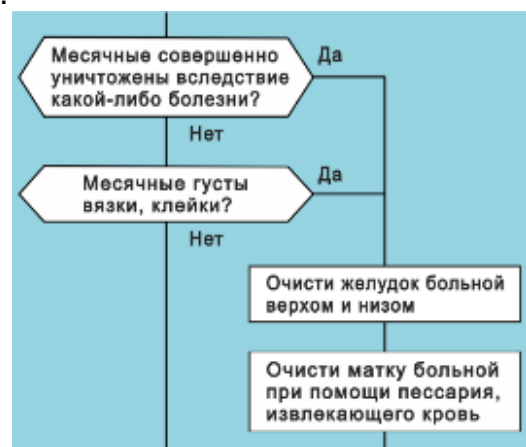 Месячные совершенно
уничтожены вследствие
какой-либо болезни?
Да
Нет
Месячные густы
вязки, клейки?
Да
Нет
Очисти желудок больной
верхом и низом
Очисти матку больной
при помощи пессария,
извлекающего кровь